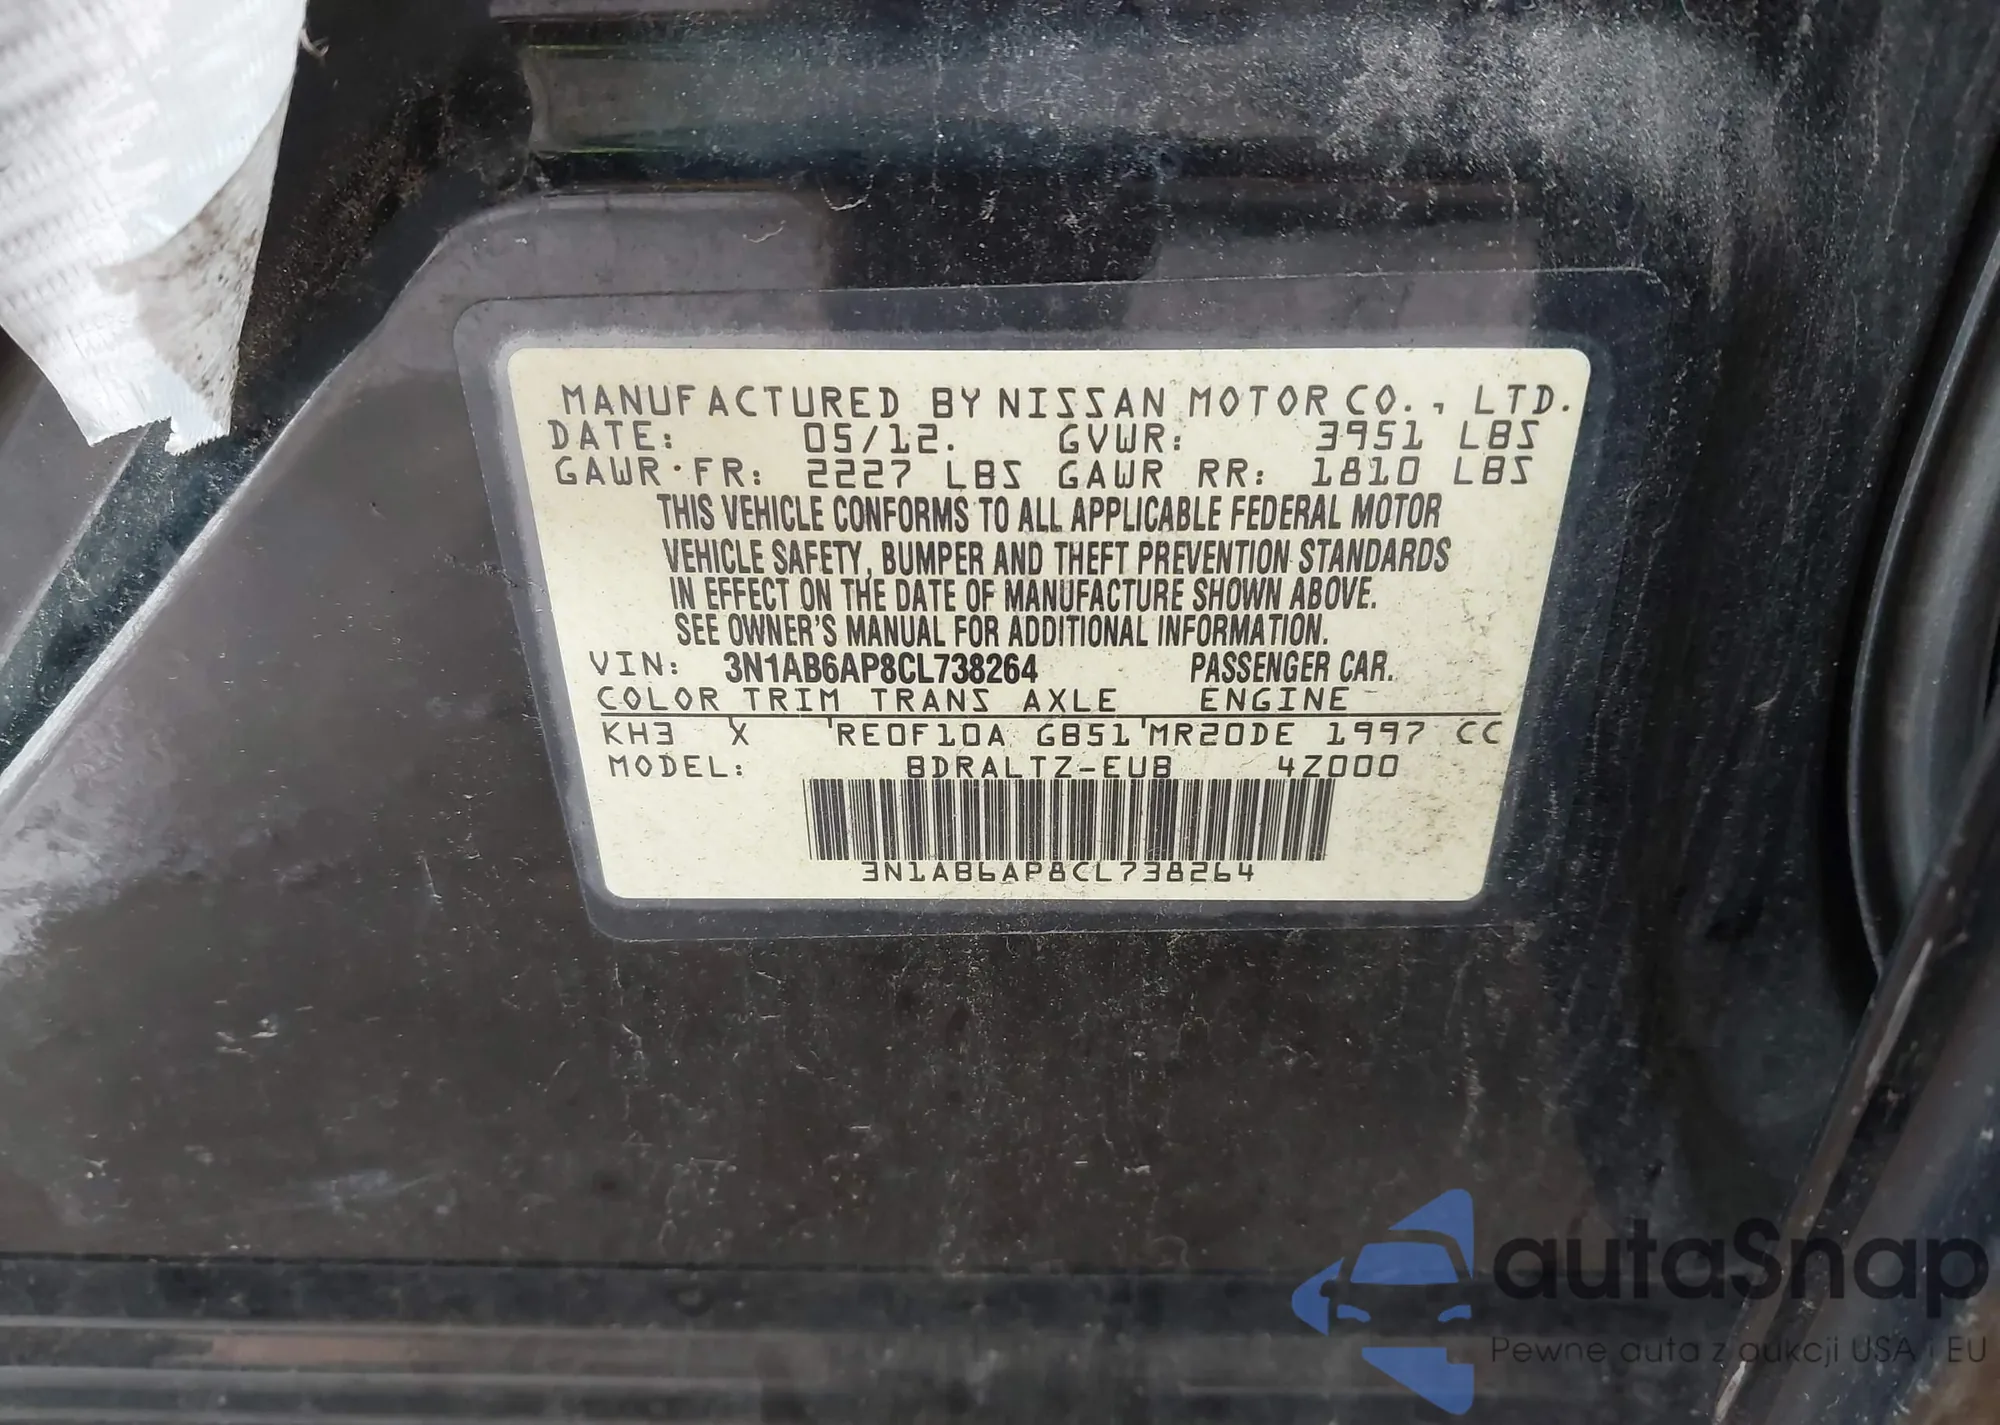 MANUFACTURED BY NISSAN MOTOR CO., LTD.
DATE: 05/12. GVWR: 3951 LBS
GAWR FR: 2227 LBS GAWR RR: 1810 LBS
THIS VEHICLE CONFORMS TO ALL APPLICABLE FEDERAL MOTOR
VEHICLE SAFETY, BUMPER AND THEFT PREVENTION STANDARDS
IN EFFECT ON THE DATE OF MANUFACTURE SHOWN ABOVE.
SEE OWNER'S MANUAL FOR ADDITIONAL INFORMATION.
VIN: 3N1AB6AP8CL738264 PASSENGER CAR.
COLOR TRIM TRANS AXLE ENGINE
KH3 X RE0F10A GB51 MR20DE 1997 CC
MODEL: BDRALTZ-EUB 4Z000
3N1AB6AP8CL738264
autaSnap
Pewne auta z aukcji USA i EU